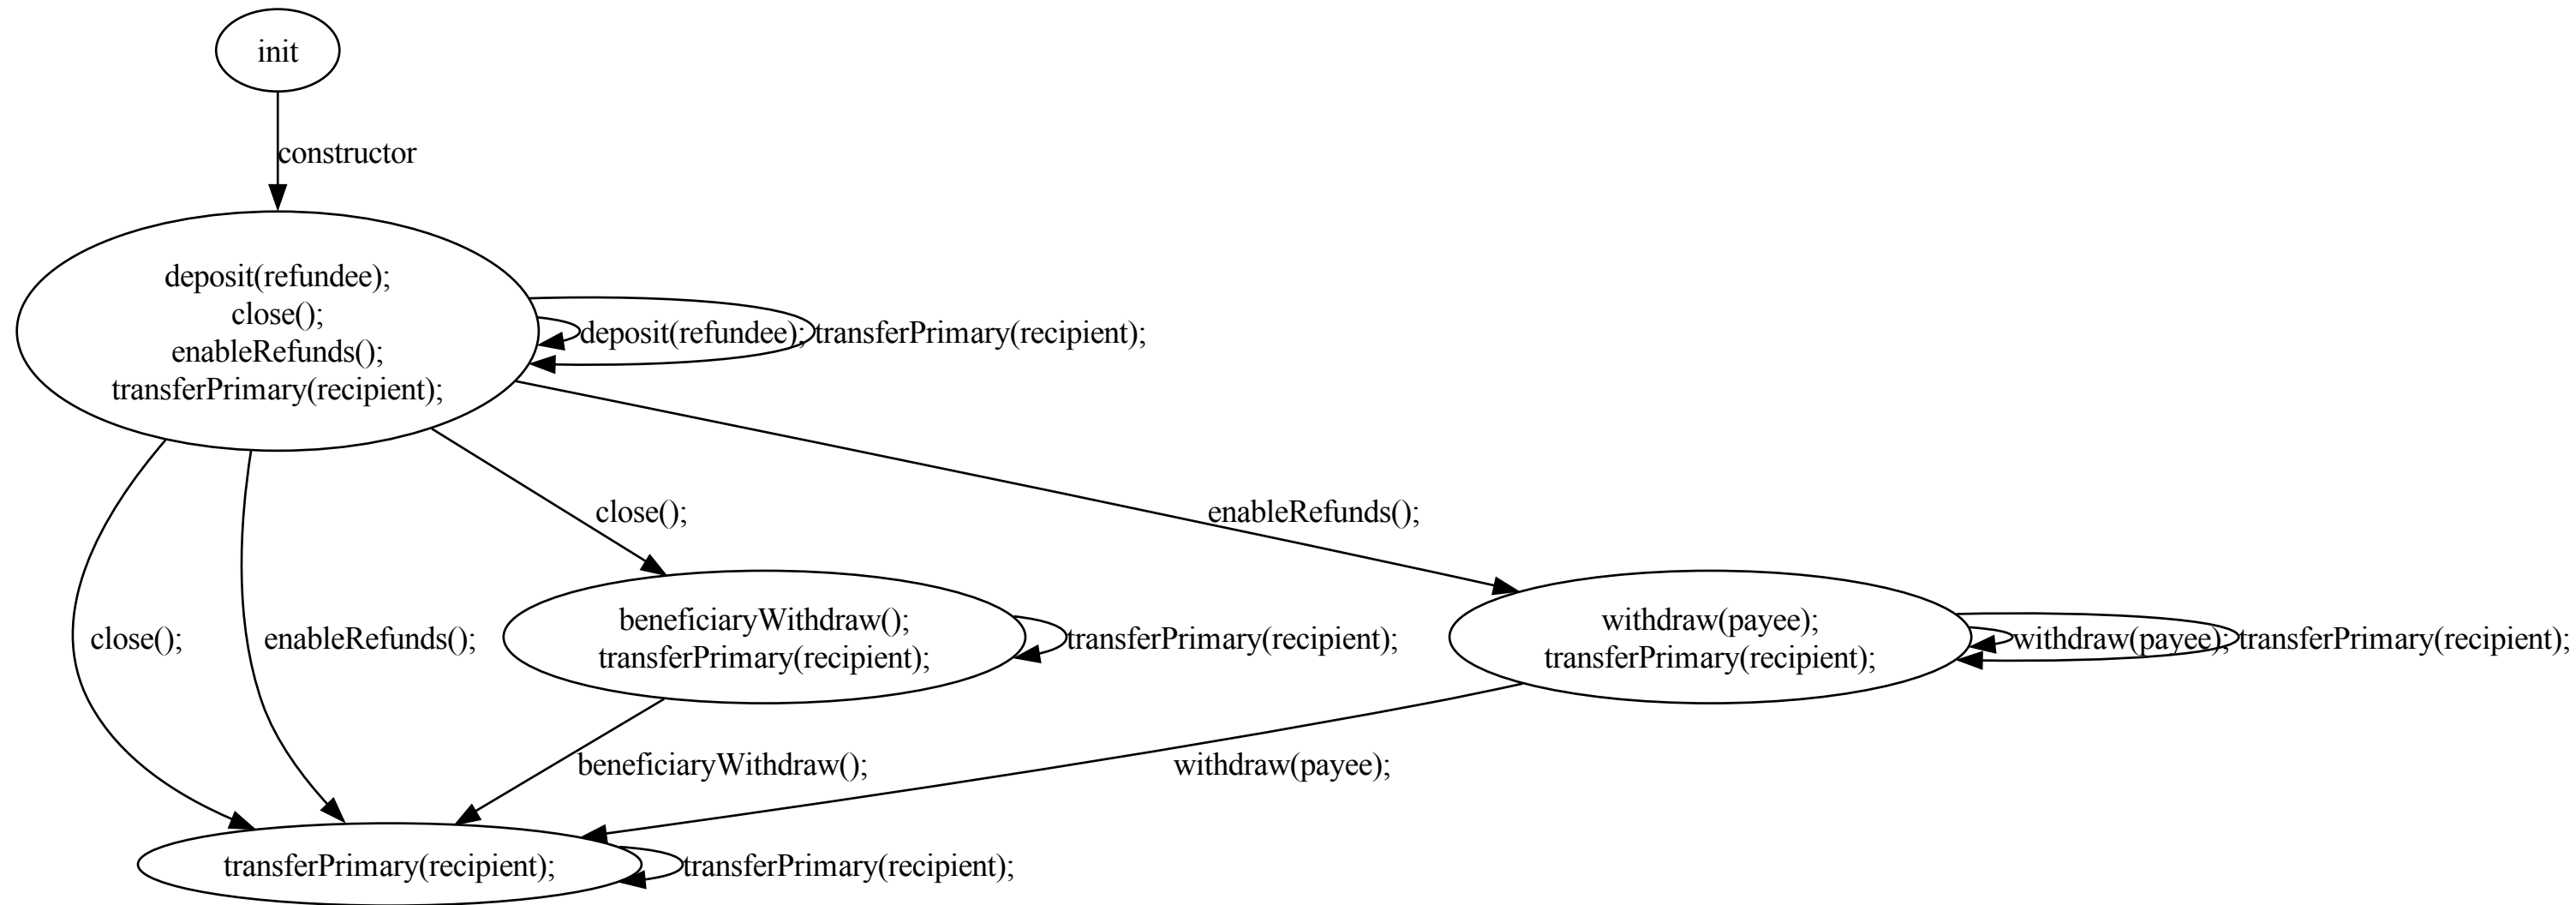 init
constructor
deposit(refundee);
close();
enableRefunds();
transferPrimary(recipient);
deposit(refundee);
transferPrimary(recipient);
close();
enableRefunds();
close();
enableRefunds();
beneficiaryWithdraw();
transferPrimary(recipient);
transferPrimary(recipient);
withdraw(payee);
transferPrimary(recipient);
withdraw(payee);
transferPrimary(recipient);
beneficiaryWithdraw();
withdraw(payee);
transferPrimary(recipient);
transferPrimary(recipient);